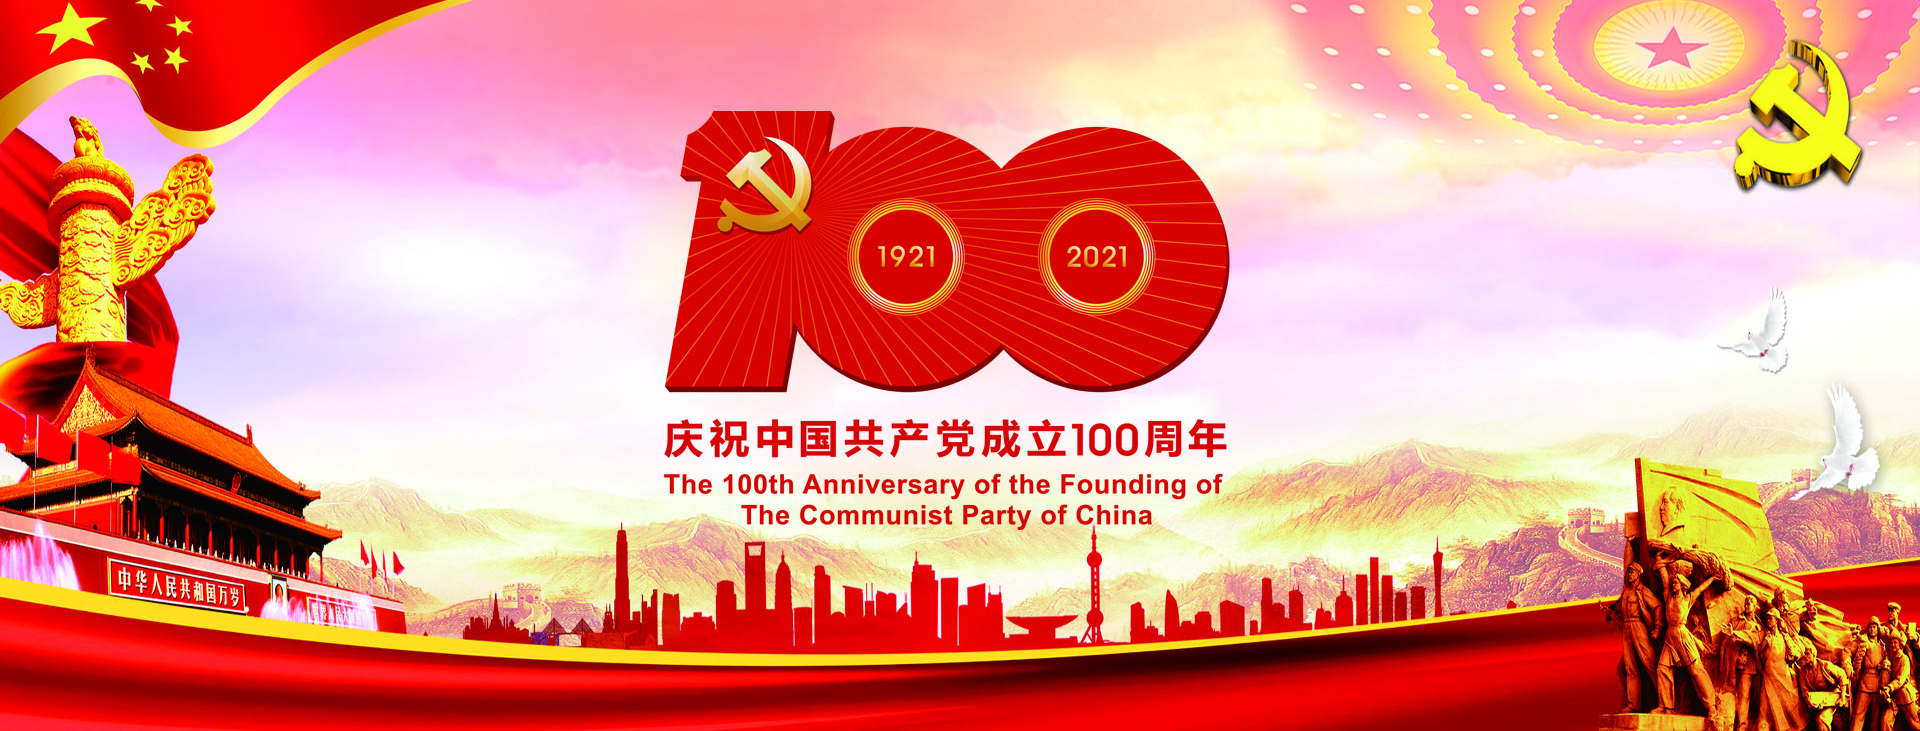 100
1921
2021
庆祝中国共产党成立100周年
The 100th Anniversary of the Founding of
The Communist Party of China
中华人民共和国万岁